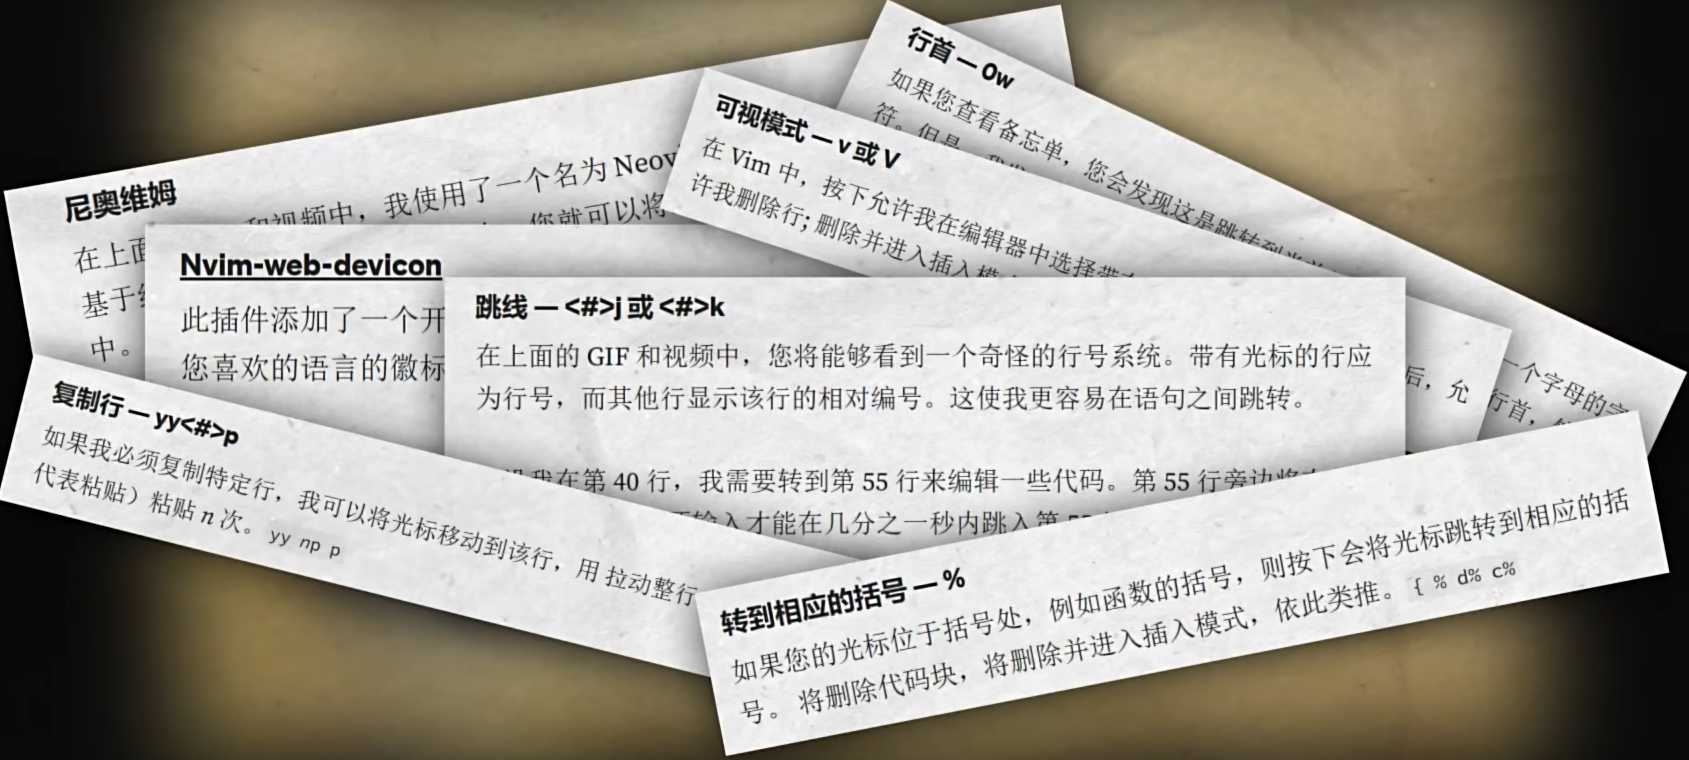 行首 — 0w
如果您查看备忘单，您会发现这是跳转到
符。但是
一个字母的字
行首，
可视模式 — v 或 V
在 Vim 中，按下允许我在编辑器中选择带
后，允
许我删除行; 删除并进入插入模
尼奥维姆
在上面 和视频中，我使用了一个名为 Neov
基于 您就可以将
中。
Nvim-web-devicon
此插件添加了一个开
您喜欢的语言的徽标
跳线 — <#>j 或 <#>k
在上面的 GIF 和视频中，您将能够看到一个奇怪的行号系统。带有光标的行应
为行号，而其他行显示该行的相对编号。这使我更容易在语句之间跳转。
设我在第 40 行，我需要转到第 55 行来编辑一些代码。第 55 行旁边将
输入才能在几分之一秒内跳入第 55
复制行 — yy<#>p
如果我必须复制特定行，我可以将光标移动到该行，用 拉动整行
代表粘贴）粘贴 n 次。 yy np p
转到相应的括号 — %
如果您的光标位于括号处，例如函数的括号，则按下会将光标跳转到相应的括
号。 将删除代码块，将删除并进入插入模式，依此类推。 { % d% c%